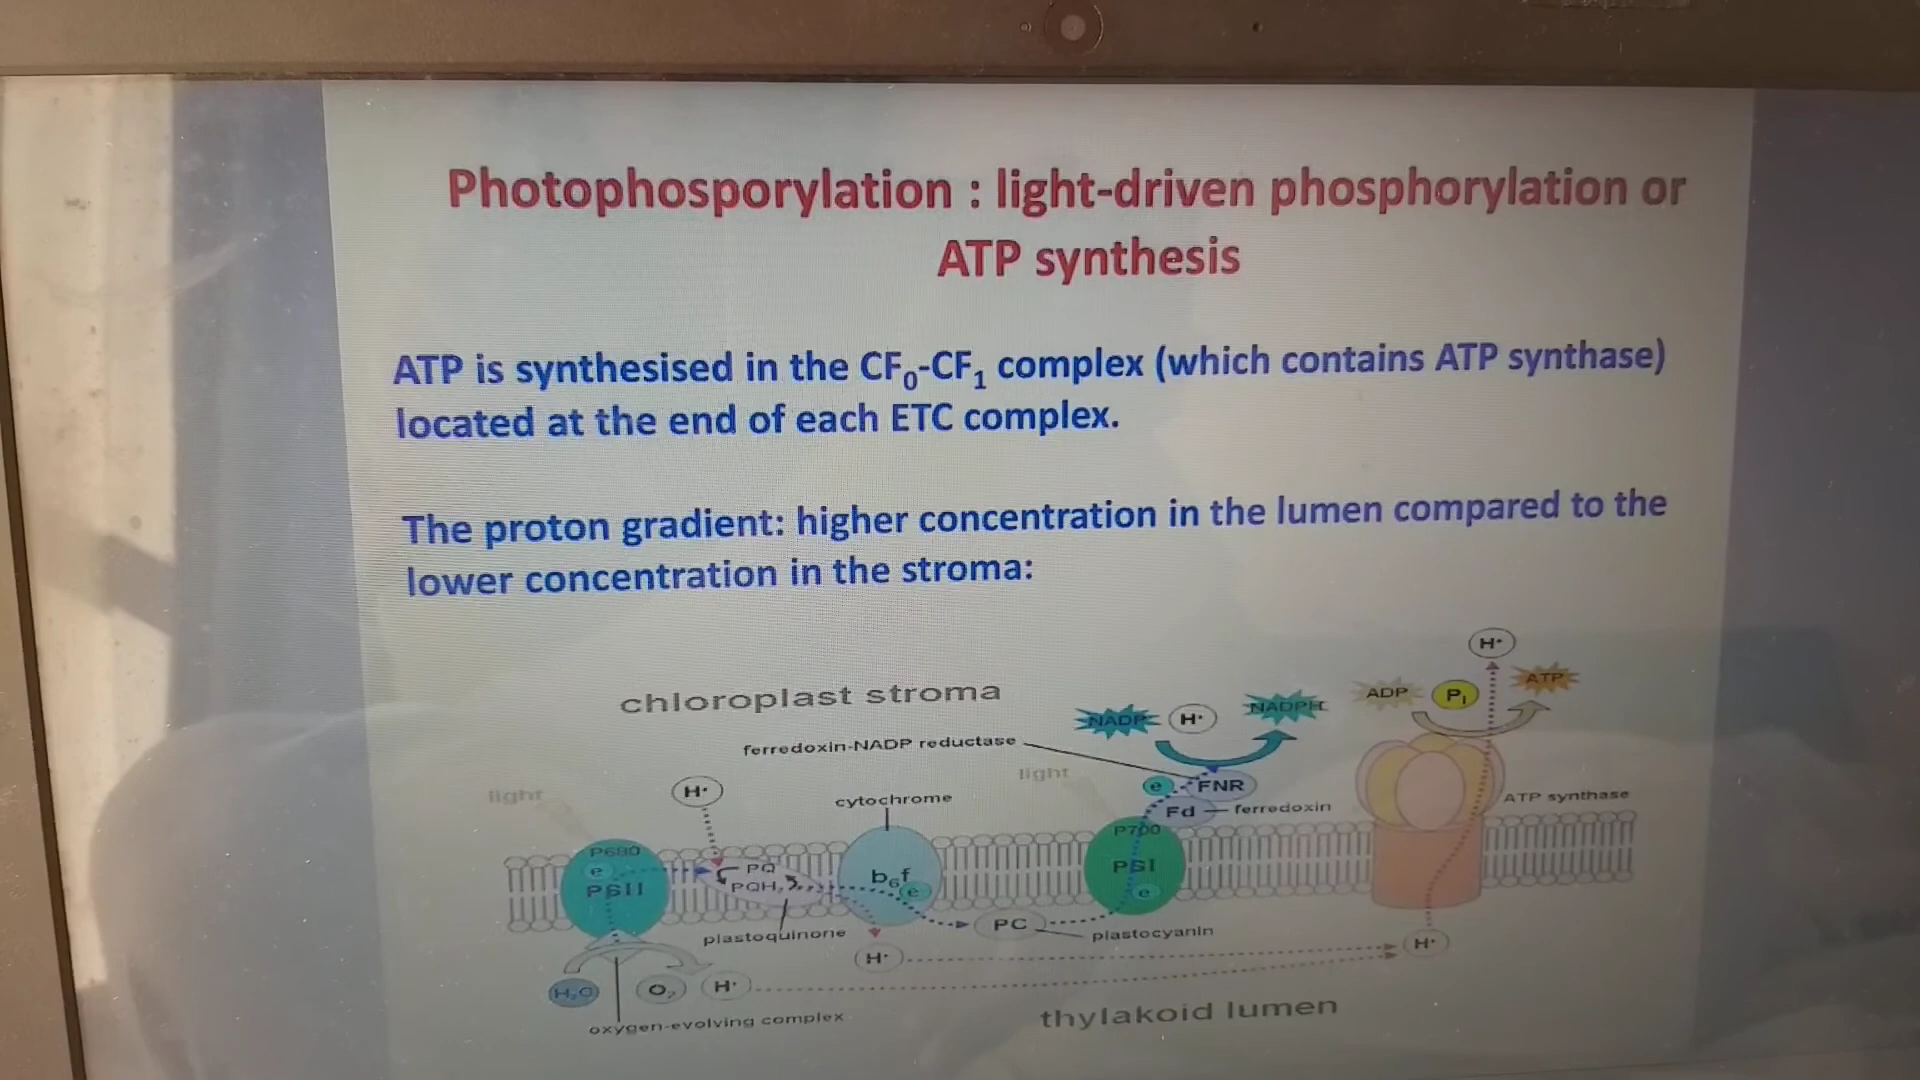 Photophosporylation : light-driven phosphorylation or
ATP synthesis
ATP is synthesised in the CF0-CF1 complex (which contains ATP synthase)
located at the end of each ETC complex.
The proton gradient: higher concentration in the lumen compared to the
lower concentration in the stroma:
H+
chloroplast stroma
NADP
H+
NADPH
ADP
Pi
ATP
ferredoxin-NADP reductase
light
H+
cytochrome
light
e
FNR
Fd
ferredoxin
ATP synthase
P680
e
PSII
PQ
PQH2
b6f
e
P700
PSI
e
plastoquinone
PC
plastocyanin
H+
H+
H2O
O2
H+
oxygen-evolving complex
thylakoid lumen